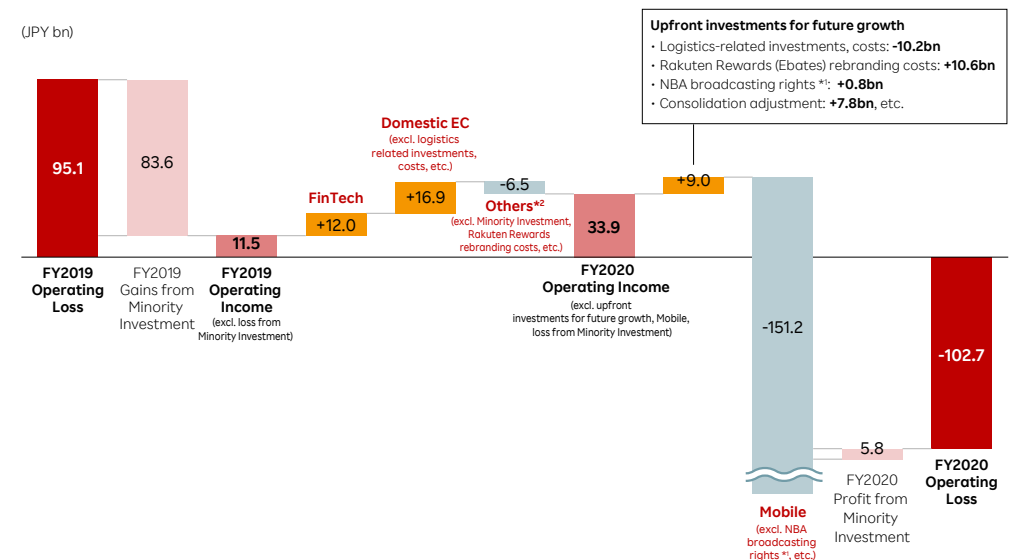 (JPY bn)
Upfront investments for future growth
・Logistics-related investments, costs: -10.2bn
・Rakuten Rewards (Ebates) rebranding costs: +10.6bn
・NBA broadcasting rights *¹: +0.8bn
・Consolidation adjustment: +7.8bn, etc.
95.1
83.6
11.5
FinTech
+12.0
Domestic EC
(excl. logistics
related investments,
costs, etc.)
+16.9
-6.5
Others*²
(excl. Minority Investment,
Rakuten Rewards
rebranding costs, etc.)
33.9
+9.0
-151.2
5.8
-102.7
FY2019
Operating
Loss
FY2019
Gains from
Minority
Investment
FY2019
Operating
Income
(excl. loss from
Minority Investment)
FY2020
Operating Income
(excl. upfront
investments for future growth, Mobile,
loss from Minority Investment)
Mobile
(excl. NBA
broadcasting
rights *¹, etc.)
FY2020
Profit from
Minority
Investment
FY2020
Operating
Loss